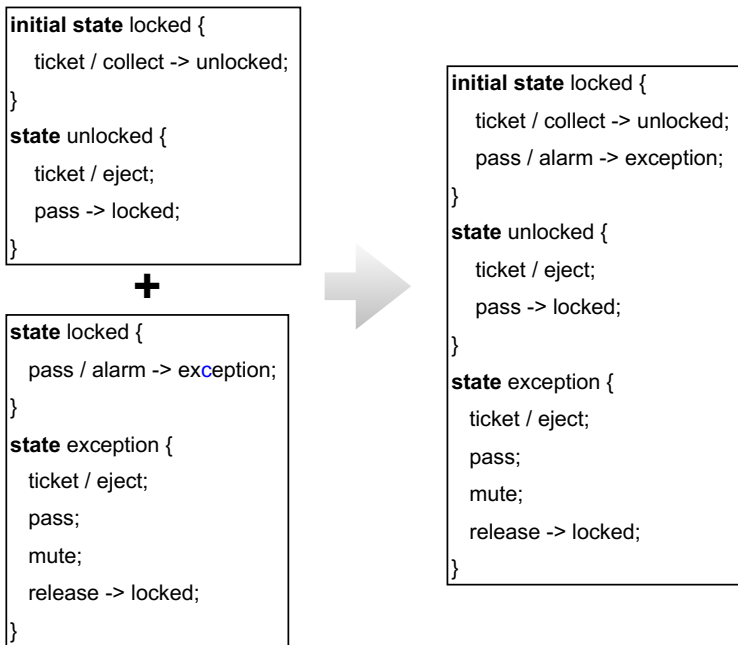 initial state locked {
ticket / collect -> unlocked;
}
state unlocked {
ticket / eject;
pass -> locked;
}
+
state locked {
pass / alarm -> exception;
}
state exception {
ticket / eject;
pass;
mute;
release -> locked;
}
initial state locked {
ticket / collect -> unlocked;
pass / alarm -> exception;
}
state unlocked {
ticket / eject;
pass -> locked;
}
state exception {
ticket / eject;
pass;
mute;
release -> locked;
}